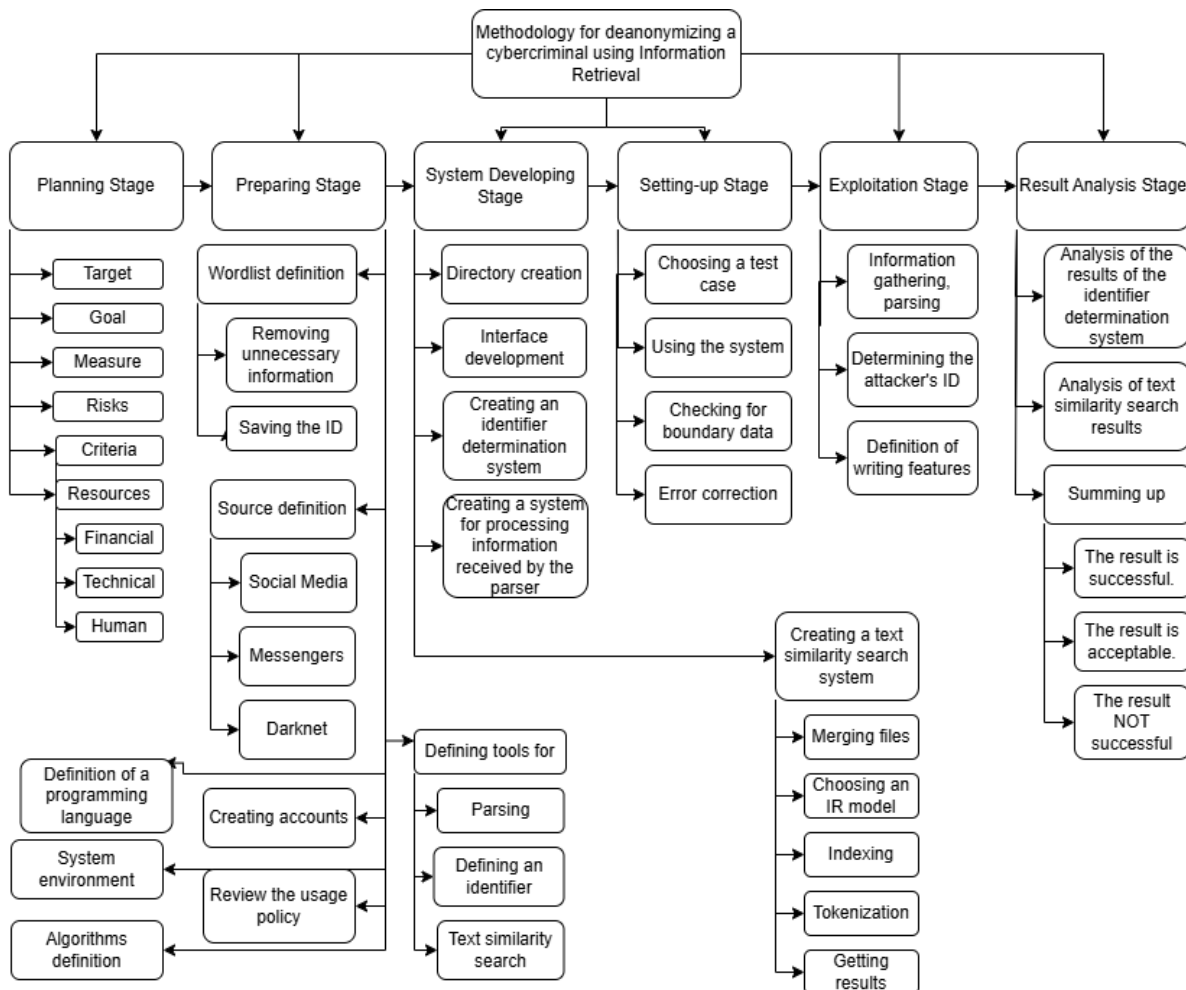 Methodology for deanonymizing a
cybercriminal using Information
Retrieval
Planning Stage
Preparing Stage
System Developing
Stage
Setting-up Stage
Exploitation Stage
Result Analysis Stage
Target
Goal
Measure
Risks
Criteria
Resources
Financial
Technical
Human
Wordlist definition
Removing
unnecessary
information
Saving the ID
Source definition
Social Media
Messengers
Darknet
Definition of a
programming
language
Creating accounts
System
environment
Review the usage
policy
Algorithms
definition
Defining tools for
Parsing
Defining an
identifier
Text similarity
search
Directory creation
Interface
development
Creating an
identifier
determination
system
Creating a system
for processing
information
received by the
parser
Creating a text
similarity search
system
Merging files
Choosing an
IR model
Indexing
Tokenization
Getting
results
Choosing a test
case
Using the system
Checking for
boundary data
Error correction
Information
gathering,
parsing
Determining the
attacker's ID
Definition of
writing features
Analysis of the
results of the
identifier
determination
system
Analysis of text
similarity search
results
Summing up
The result is
successful.
The result is
acceptable.
The result
NOT
successful